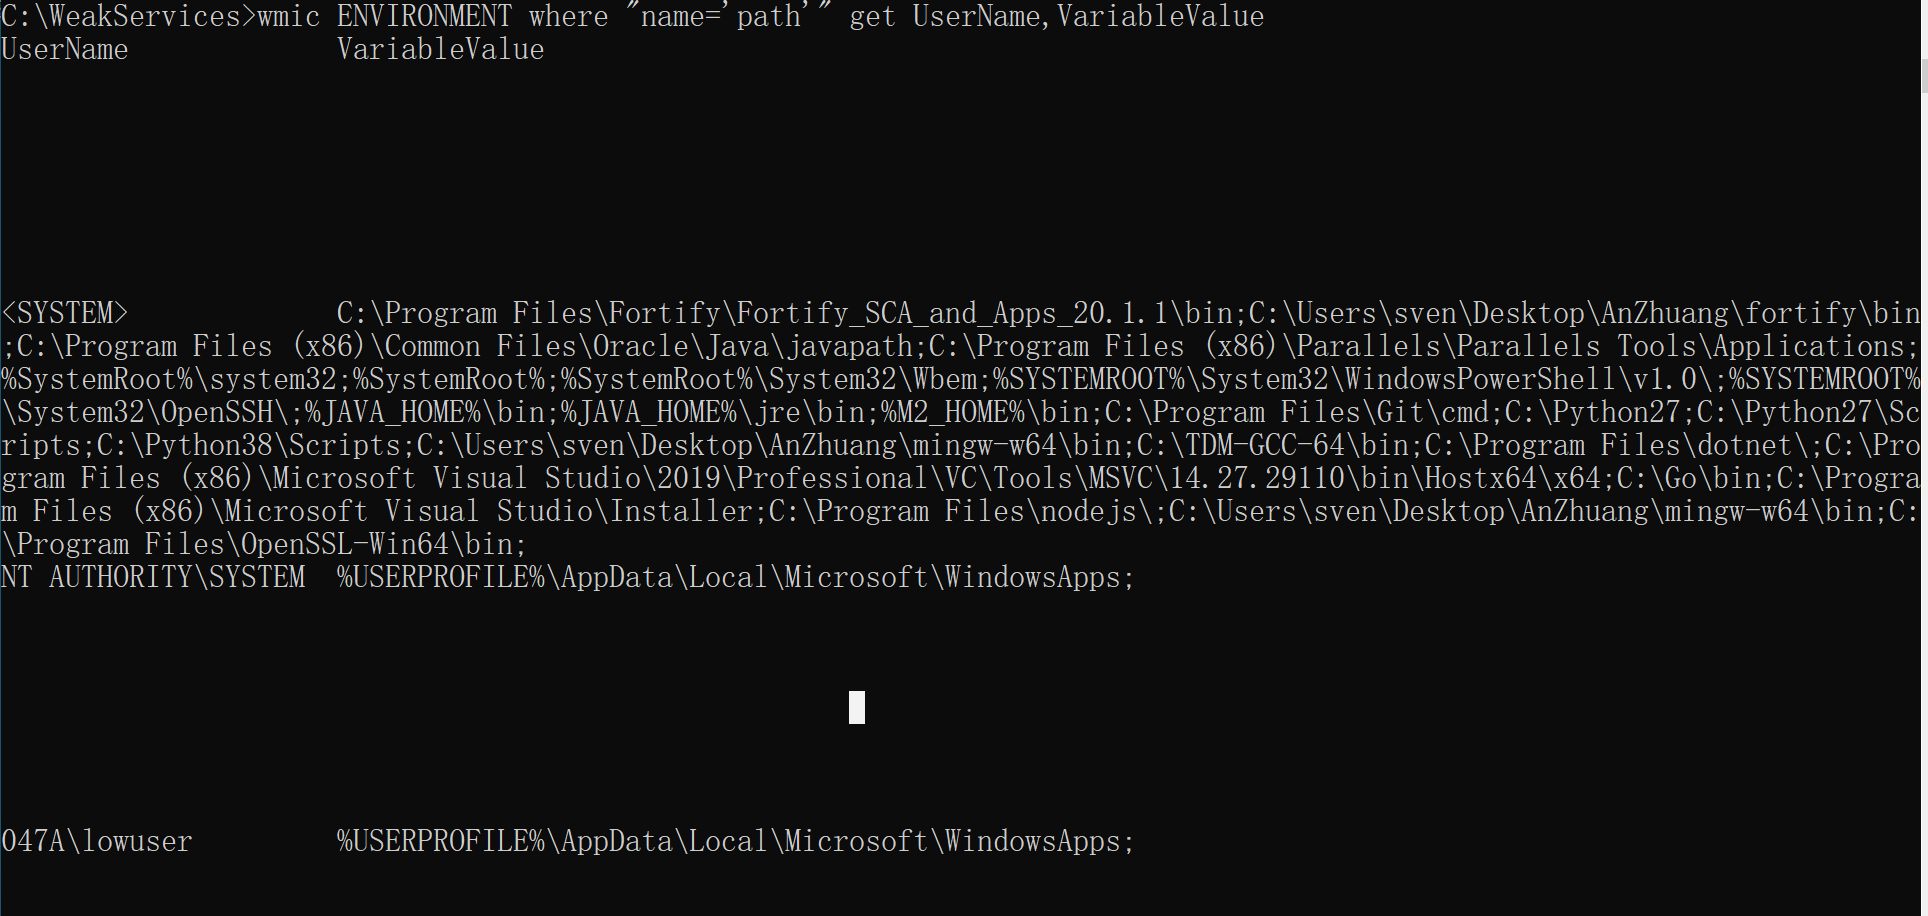 C:\WeakServices>wmic ENVIRONMENT where "name='path'" get UserName,VariableValue
UserName             VariableValue
<SYSTEM>             C:\Program Files\Fortify\Fortify_SCA_and_Apps_20.1.1\bin;C:\Users\sven\Desktop\AnZhuang\fortify\bin
;C:\Program Files (x86)\Common Files\Oracle\Java\javapath;C:\Program Files (x86)\Parallels\Parallels Tools\Applications;
%SystemRoot%\system32;%SystemRoot%;%SystemRoot%\System32\Wbem;%SYSTEMROOT%\System32\WindowsPowerShell\v1.0\;%SYSTEMROOT%
\System32\OpenSSH\;%JAVA_HOME%\bin;%JAVA_HOME%\jre\bin;%M2_HOME%\bin;C:\Program Files\Git\cmd;C:\Python27;C:\Python27\Sc
ripts;C:\Python38\Scripts;C:\Users\sven\Desktop\AnZhuang\mingw-w64\bin;C:\TDM-GCC-64\bin;C:\Program Files\dotnet\;C:\Pro
gram Files (x86)\Microsoft Visual Studio\2019\Professional\VC\Tools\MSVC\14.27.29110\bin\Hostx64\x64;C:\Go\bin;C:\Progra
m Files (x86)\Microsoft Visual Studio\Installer;C:\Program Files\nodejs\;C:\Users\sven\Desktop\AnZhuang\mingw-w64\bin;C:
\Program Files\OpenSSL-Win64\bin;
NT AUTHORITY\SYSTEM  %USERPROFILE%\AppData\Local\Microsoft\WindowsApps;
047A\lowuser         %USERPROFILE%\AppData\Local\Microsoft\WindowsApps;